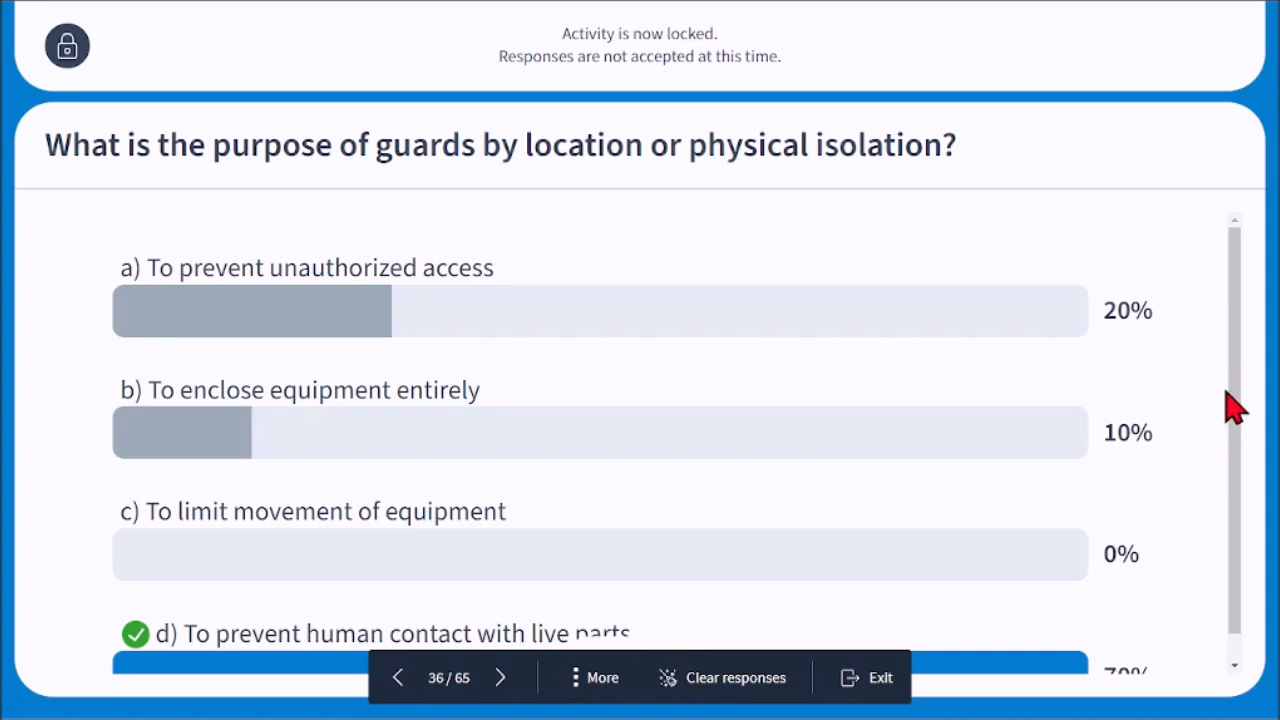 Activity is now locked.
Responses are not accepted at this time.
What is the purpose of guards by location or physical isolation?
a) To prevent unauthorized access
20%
b) To enclose equipment entirely
10%
c) To limit movement of equipment
0%
d) To prevent human contact with live parts
70%
36 / 65
More
Clear responses
Exit